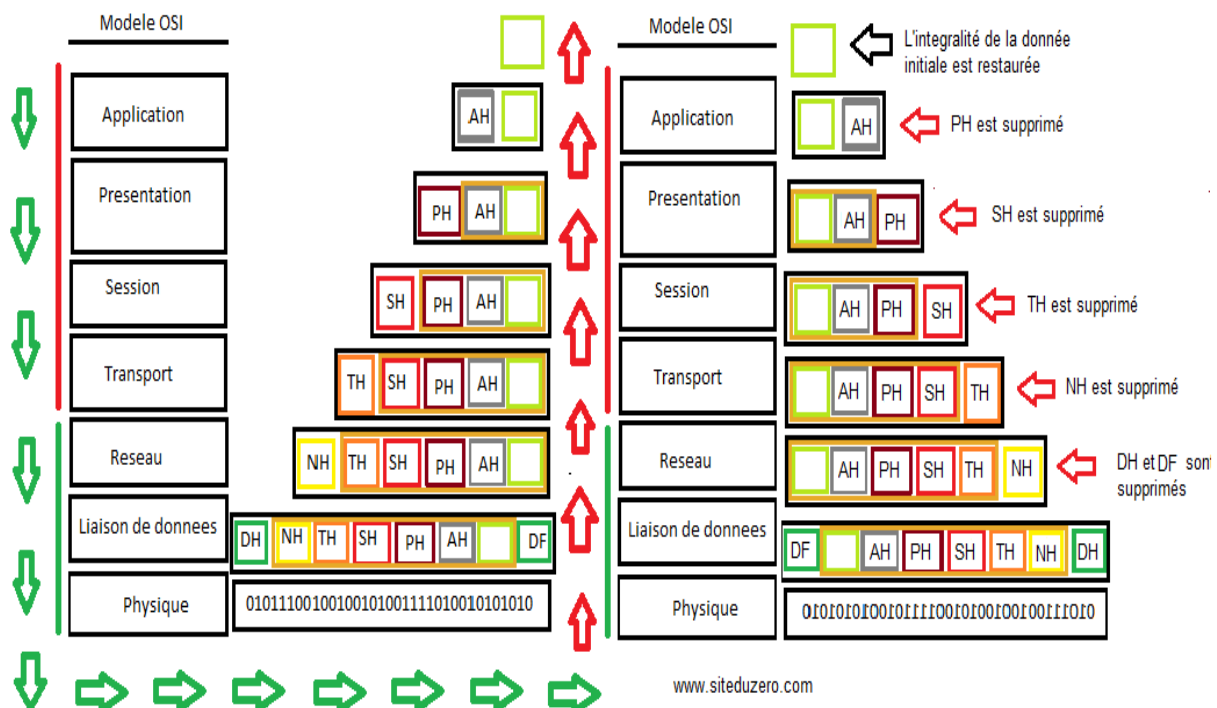 Modele OSI
Application
AH
Presentation
PH AH
Session
SH PH AH
Transport
TH SH PH AH
Reseau
NH TH SH PH AH
Liaison de donnees
DH NH TH SH PH AH DF
Physique
01011100100100101001111010010101010
Modele OSI
L'integralité de la donnée
initiale est restaurée
Application
AH
PH est supprimé
Presentation
AH PH
SH est supprimé
Session
AH PH SH
TH est supprimé
Transport
AH PH SH TH
NH est supprimé
Reseau
AH PH SH TH NH
DH et DF sont
supprimés
Liaison de donnees
DF AH PH SH TH NH DH
Physique
www.siteduzero.com